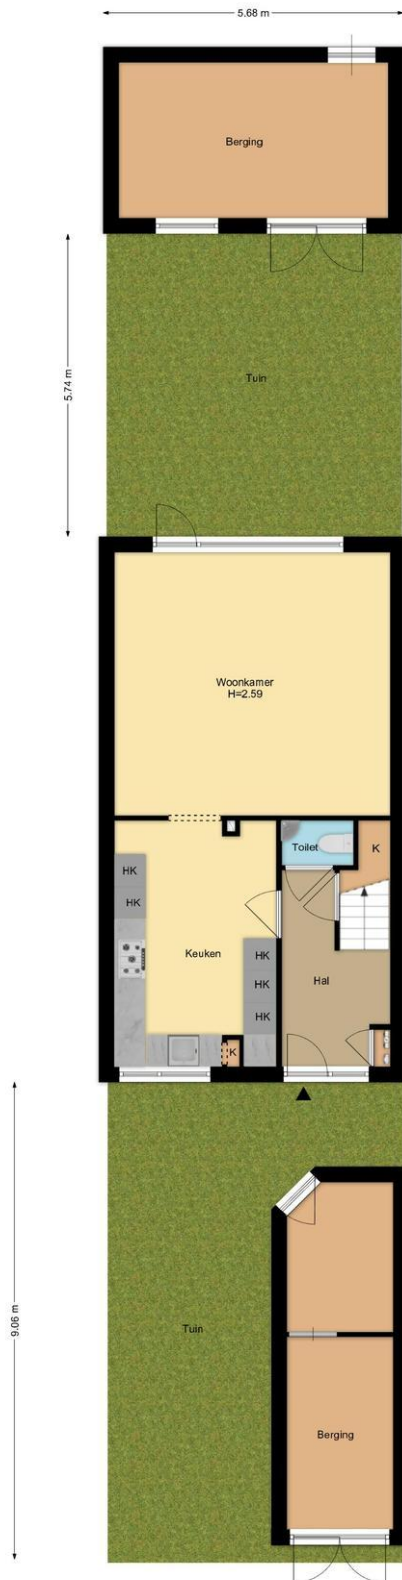 5.68 m
Berging
5.74 m
Tuin
Woonkamer
H=2.59
Toilet
K
HK
HK
Keuken
HK
HK
HK
Hal
K
9.06 m
Tuin
Berging